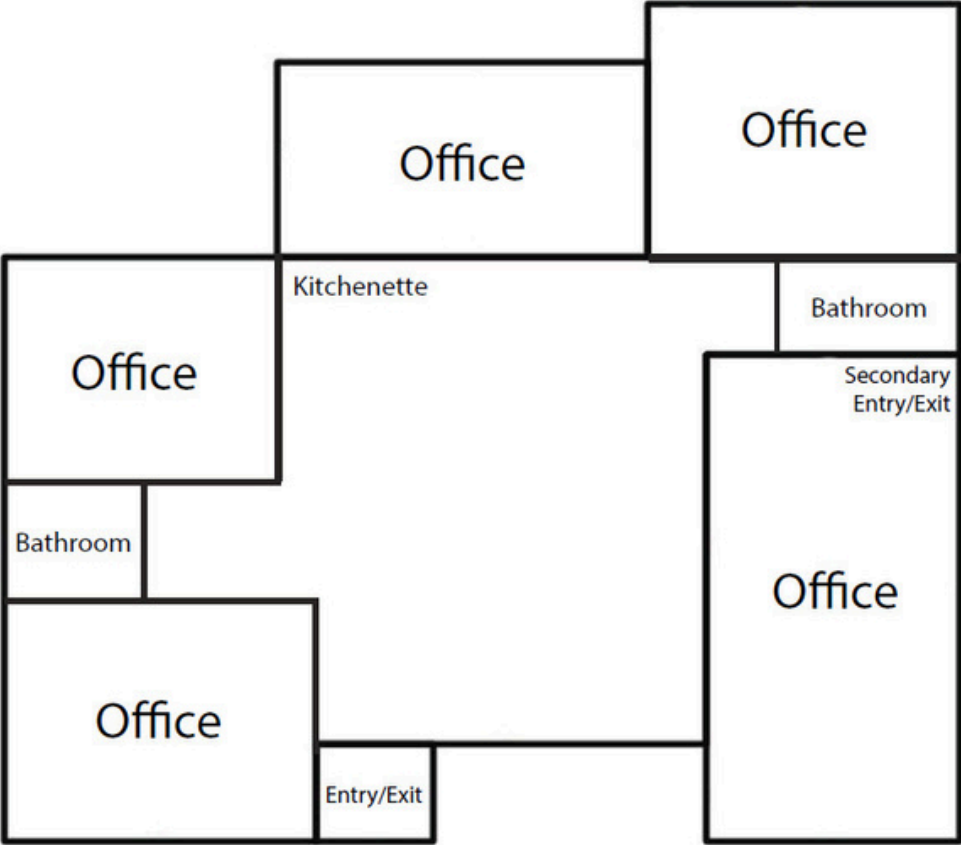 Office
Office
Kitchenette
Bathroom
Office
Secondary
Entry/Exit
Bathroom
Office
Office
Entry/Exit